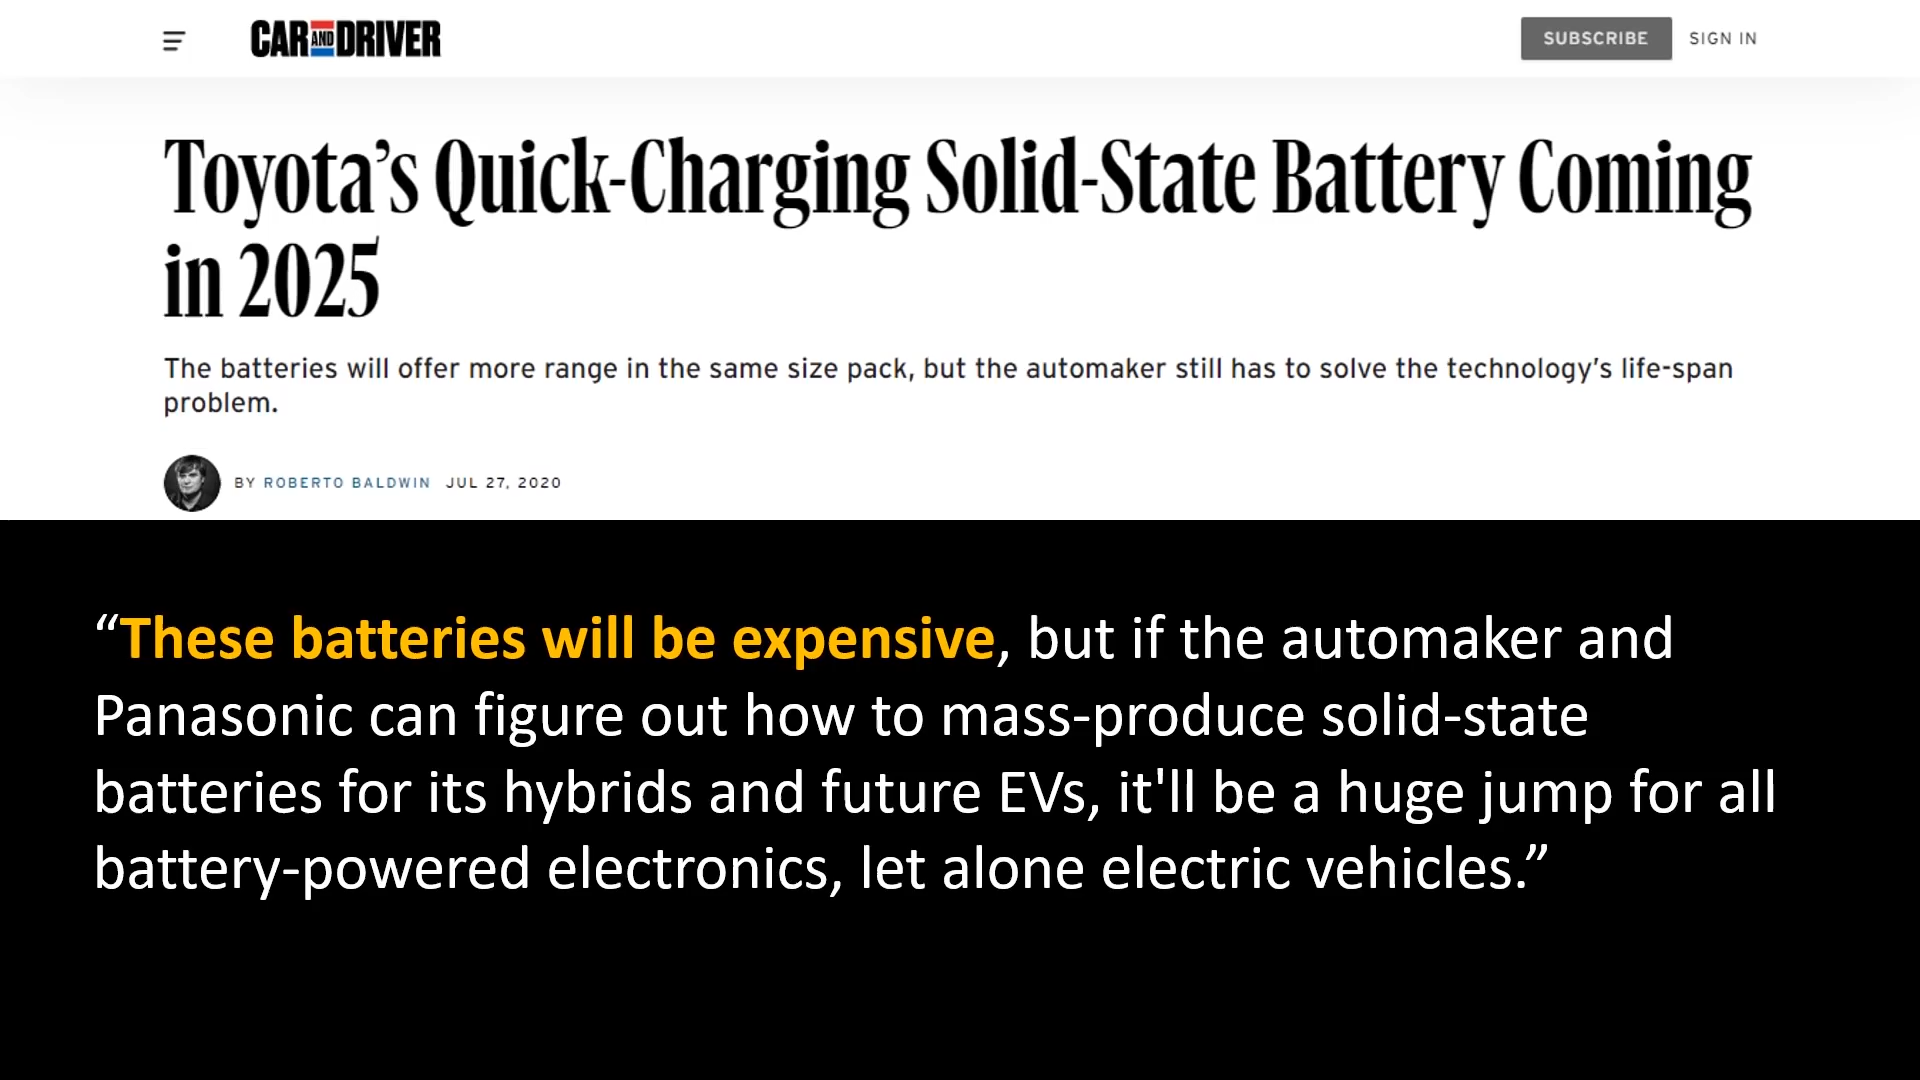 CAR AND DRIVER
SUBSCRIBE SIGN IN
Toyota’s Quick-Charging Solid-State Battery Coming
in 2025
The batteries will offer more range in the same size pack, but the automaker still has to solve the technology’s life-span
problem.
BY ROBERTO BALDWIN JUL 27, 2020
“These batteries will be expensive, but if the automaker and
Panasonic can figure out how to mass-produce solid-state
batteries for its hybrids and future EVs, it'll be a huge jump for all
battery-powered electronics, let alone electric vehicles.”